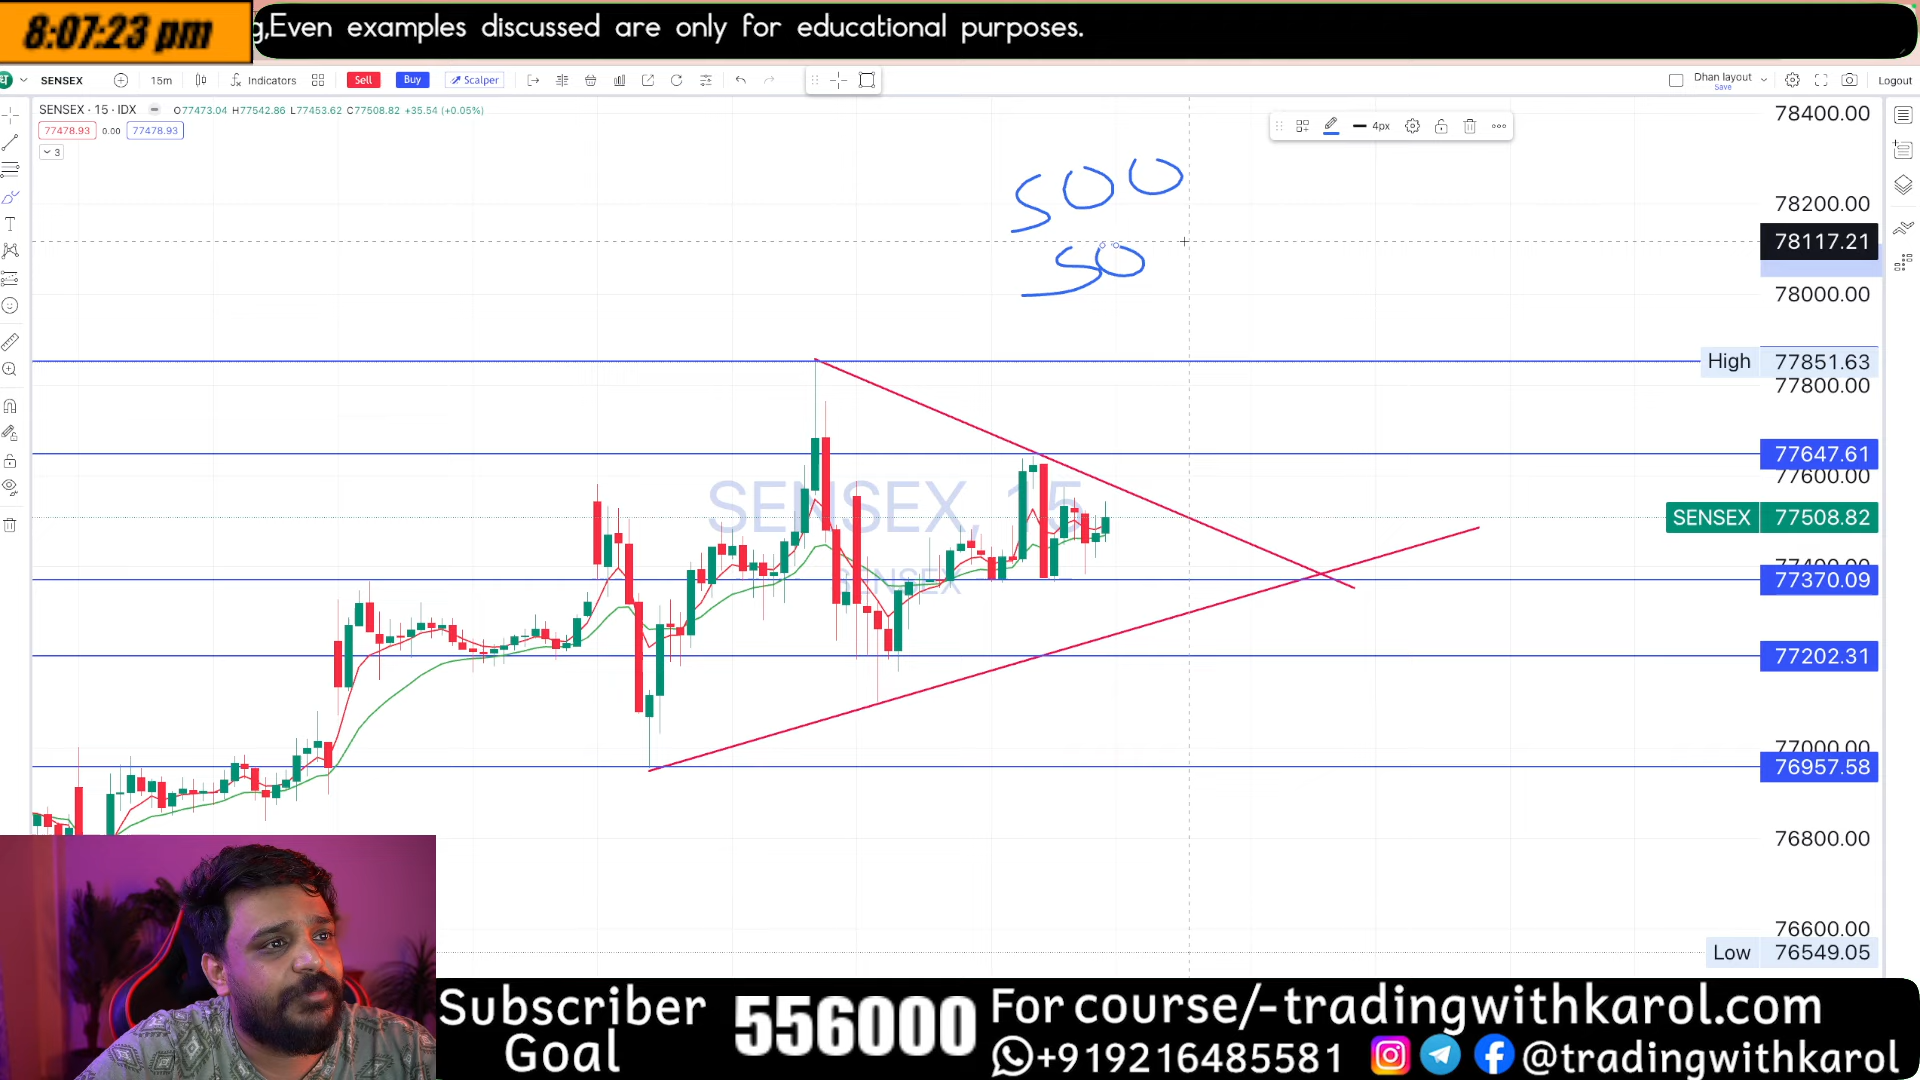 8:07:23 pm
g,Even examples discussed are only for educational purposes.
SENSEX
15m
Indicators
Sell
Buy
Scalper
Dhan layout
Save
Logout
SENSEX · 15 · IDX
O77473.04 H77542.86 L77453.62 C77508.82 +35.54 (+0.05%)
77478.93 0.00 77478.93
3
4px
500
50
SENSEX, 15
SENSEX
78400.00
78200.00
78117.21
78000.00
High 77851.63
77800.00
77647.61
77600.00
SENSEX 77508.82
77400.00
77370.09
77202.31
77000.00
76957.58
76800.00
76600.00
Low 76549.05
Subscriber
Goal
556000
For course/-tradingwithkarol.com
+919216485581
@tradingwithkarol